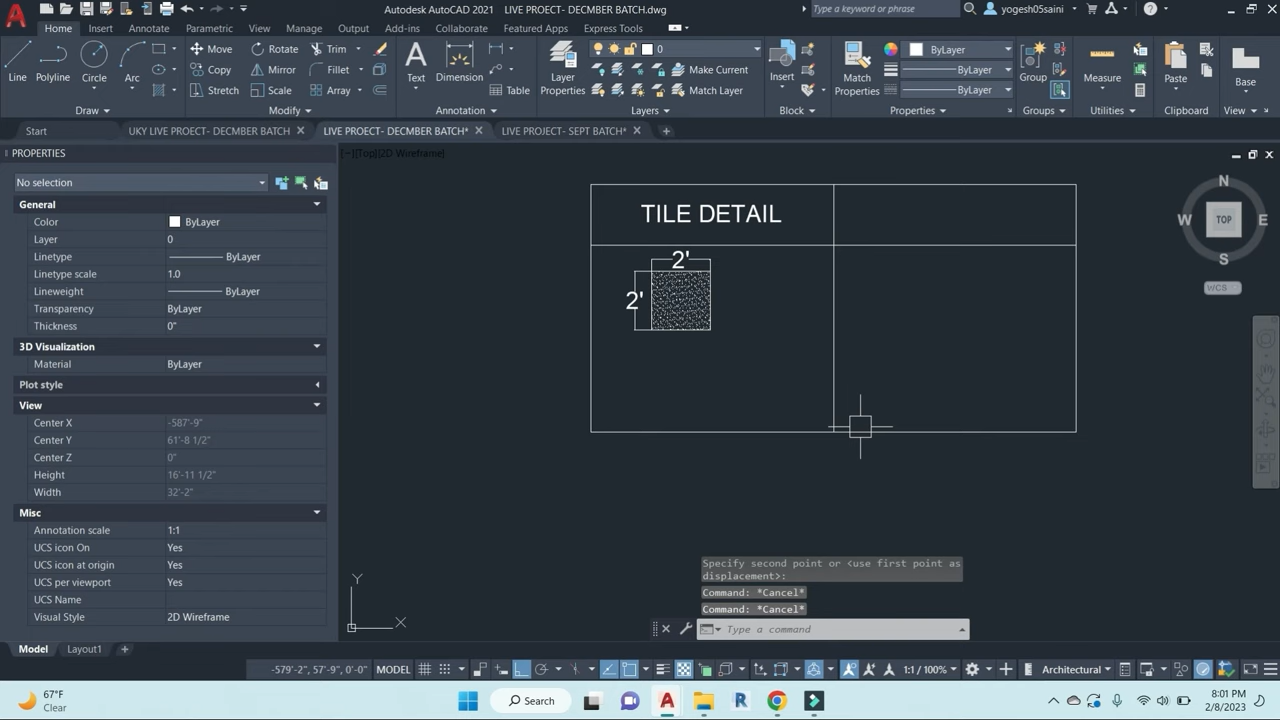 Autodesk AutoCAD 2021 LIVE PROECT- DECMBER BATCH.dwg
Type a keyword or phrase
yogesh05saini
Home Insert Annotate Parametric View Manage Output Add-ins Collaborate Featured Apps Express Tools
Line
Polyline
Circle
Arc
Move
Rotate
Trim
Copy
Mirror
Fillet
Stretch
Scale
Array
Text
Dimension
Table
Layer
Properties
0
Make Current
Match Layer
Insert
Match
Properties
ByLayer
ByLayer
ByLayer
Group
Measure
Paste
Base
Draw
Modify
Annotation
Layers
Block
Properties
Groups
Utilities
Clipboard
View
Start
UKY LIVE PROECT- DECMBER BATCH
LIVE PROECT- DECMBER BATCH*
LIVE PROECT- SEPT BATCH*
PROPERTIES
[−][Top][2D Wireframe]
No selection
General
Color ByLayer
Layer 0
Linetype ByLayer
Linetype scale 1.0
Lineweight ByLayer
Transparency ByLayer
Thickness 0"
3D Visualization
Material ByLayer
Plot style
View
Center X -587'-9"
Center Y 61'-8 1/2"
Center Z 0"
Height 16'-11 1/2"
Width 32'-2"
Misc
Annotation scale 1:1
UCS icon On Yes
UCS icon at origin Yes
UCS per viewport Yes
UCS Name
Visual Style 2D Wireframe
TILE DETAIL
2'
2'
N
W
TOP
E
S
WCS
Y
X
Specify second point or <use first point as
displacement>:
Command: *Cancel*
Command: *Cancel*
Type a command
Model Layout1
-579'-2", 57'-9", 0'-0" MODEL
1:1 / 100%
Architectural
67°F
Clear
Search
8:01 PM
2/8/2023